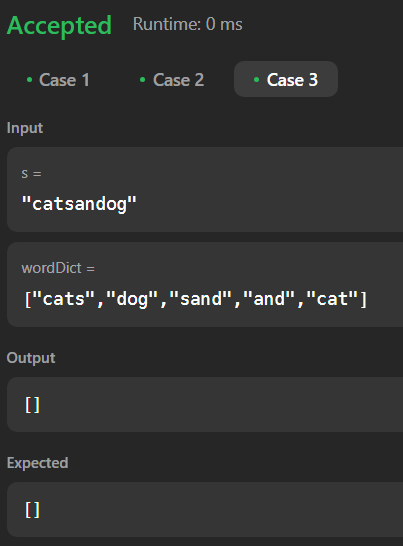 Accepted Runtime: 0 ms
• Case 1 • Case 2 • Case 3
Input
s =
"catsandog"
wordDict =
["cats","dog","sand","and","cat"]
Output
[]
Expected
[]